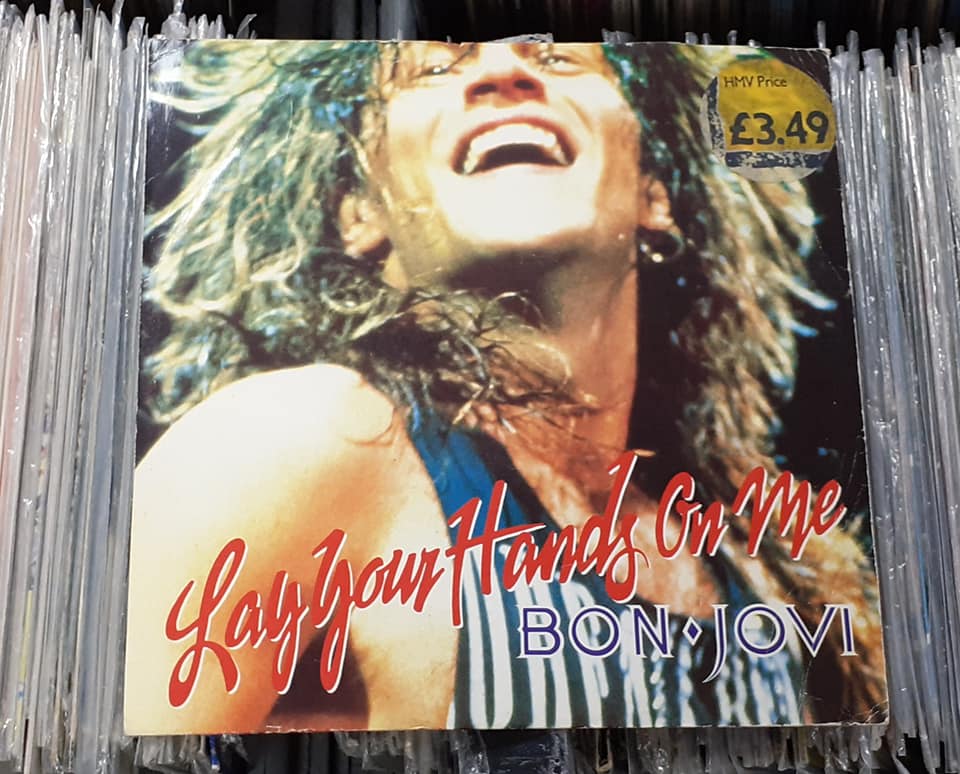 HMV Price
£3.49
Lay Your Hands On Me
BON♦JOVI